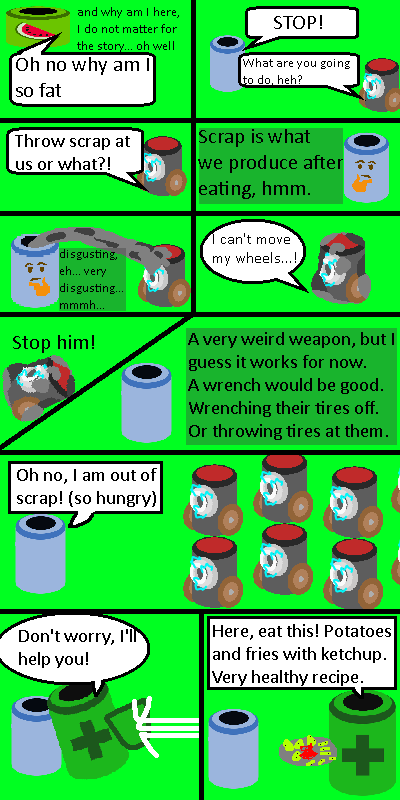 and why am I here,
I do not matter for
the story... oh well
Oh no why am I
so fat
STOP!
What are you going
to do, heh?
Throw scrap at
us or what?!
Scrap is what
we produce after
eating, hmm.
disgusting,
eh... very
disgusting...
mmmh...
I can't move
my wheels...!
Stop him!
A very weird weapon, but I
guess it works for now.
A wrench would be good.
Wrenching their tires off.
Or throwing tires at them.
Oh no, I am out of
scrap! (so hungry)
Don't worry, I'll
help you!
Here, eat this! Potatoes
and fries with ketchup.
Very healthy recipe.